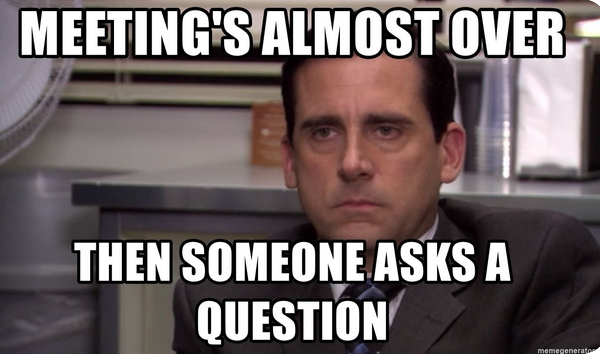 MEETING'S ALMOST OVER
THEN SOMEONE ASKS A
QUESTION
memegenerator